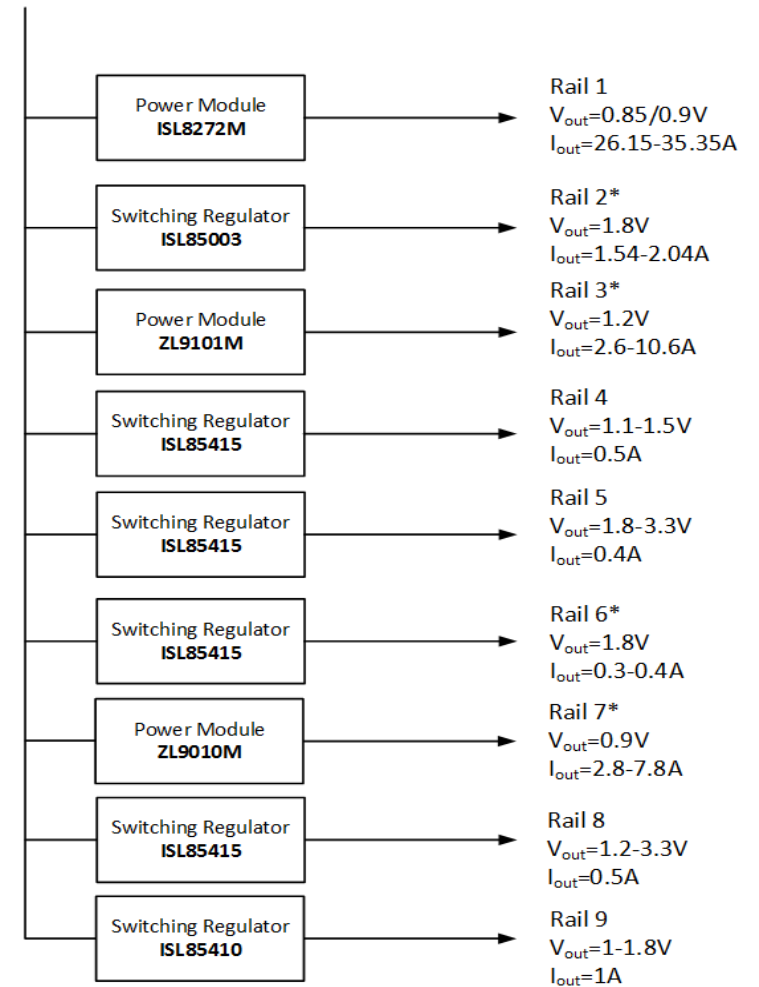 Power Module
ISL8272M
Rail 1
Vout=0.85/0.9V
Iout=26.15-35.35A
Switching Regulator
ISL85003
Rail 2*
Vout=1.8V
Iout=1.54-2.04A
Power Module
ZL9101M
Rail 3*
Vout=1.2V
Iout=2.6-10.6A
Switching Regulator
ISL85415
Rail 4
Vout=1.1-1.5V
Iout=0.5A
Switching Regulator
ISL85415
Rail 5
Vout=1.8-3.3V
Iout=0.4A
Switching Regulator
ISL85415
Rail 6*
Vout=1.8V
Iout=0.3-0.4A
Power Module
ZL9010M
Rail 7*
Vout=0.9V
Iout=2.8-7.8A
Switching Regulator
ISL85415
Rail 8
Vout=1.2-3.3V
Iout=0.5A
Switching Regulator
ISL85410
Rail 9
Vout=1-1.8V
Iout=1A